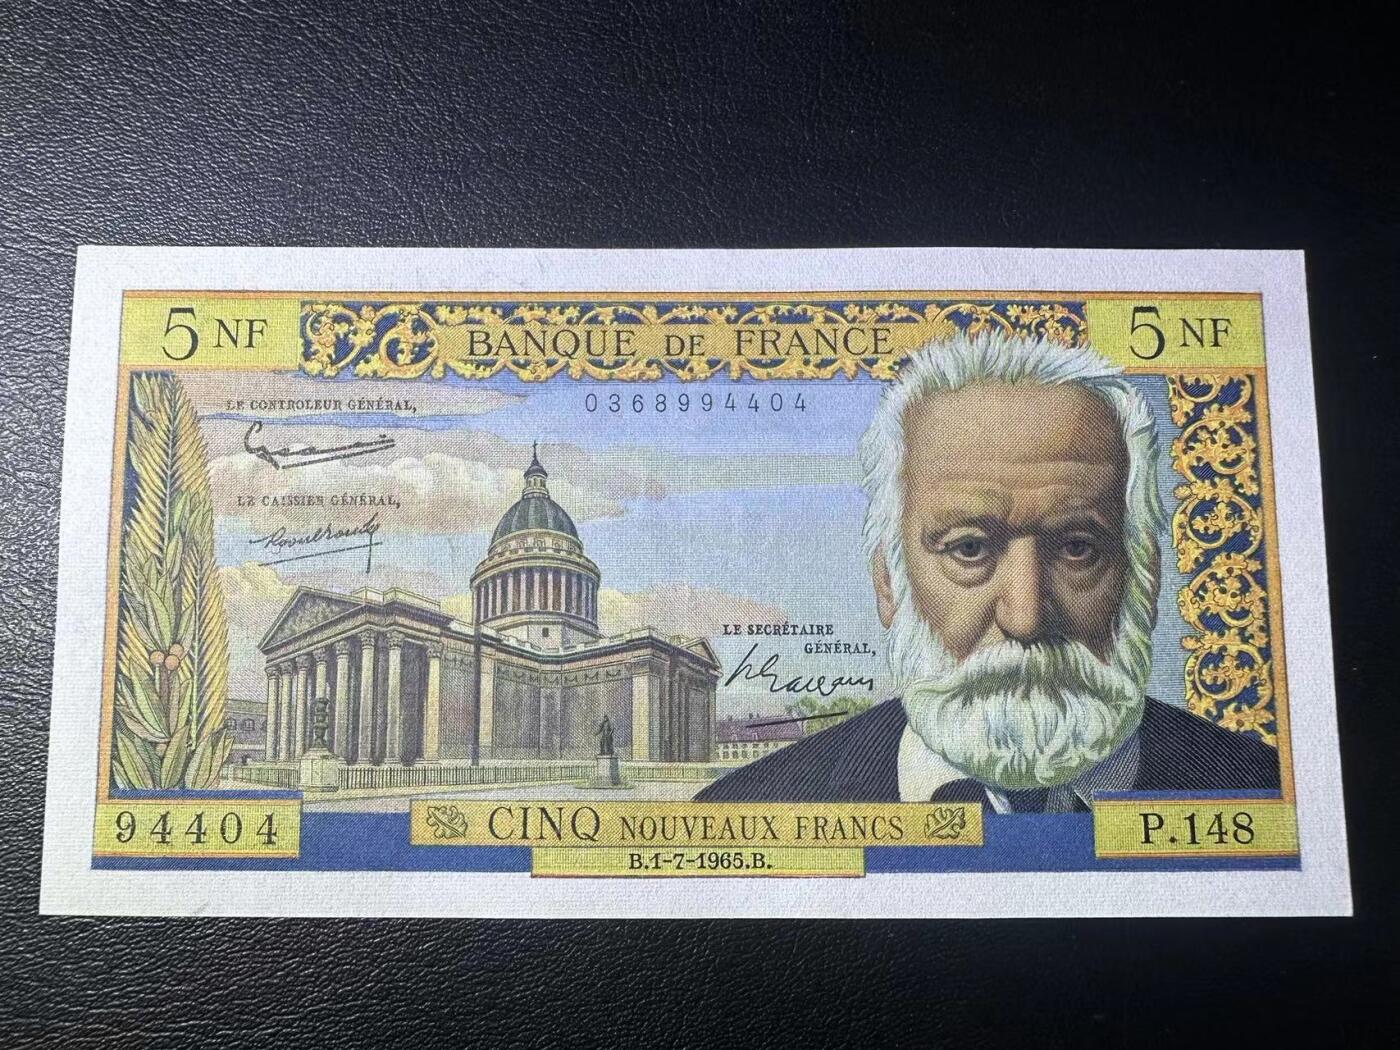 5 NF
BANQUE DE FRANCE
5 NF
0368994404
LE CONTROLEUR GÉNÉRAL,
LE CAISSIER GÉNÉRAL,
LE SECRÉTAIRE
GÉNÉRAL,
94404
CINQ NOUVEAUX FRANCS
P.148
B.1-7-1965.B.